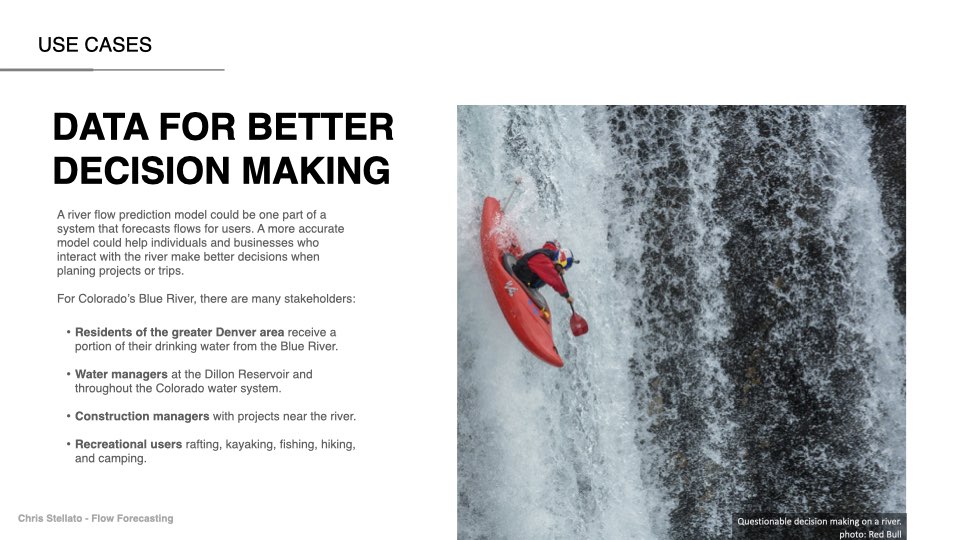 USE CASES
DATA FOR BETTER
DECISION MAKING
A river flow prediction model could be one part of a
system that forecasts flows for users. A more accurate
model could help individuals and businesses who
interact with the river make better decisions when
planing projects or trips.
For Colorado’s Blue River, there are many stakeholders:
• Residents of the greater Denver area receive a
portion of their drinking water from the Blue River.
• Water managers at the Dillon Reservoir and
throughout the Colorado water system.
• Construction managers with projects near the river.
• Recreational users rafting, kayaking, fishing, hiking,
and camping.
Chris Stellato - Flow Forecasting
Questionable decision making on a river.
photo: Red Bull